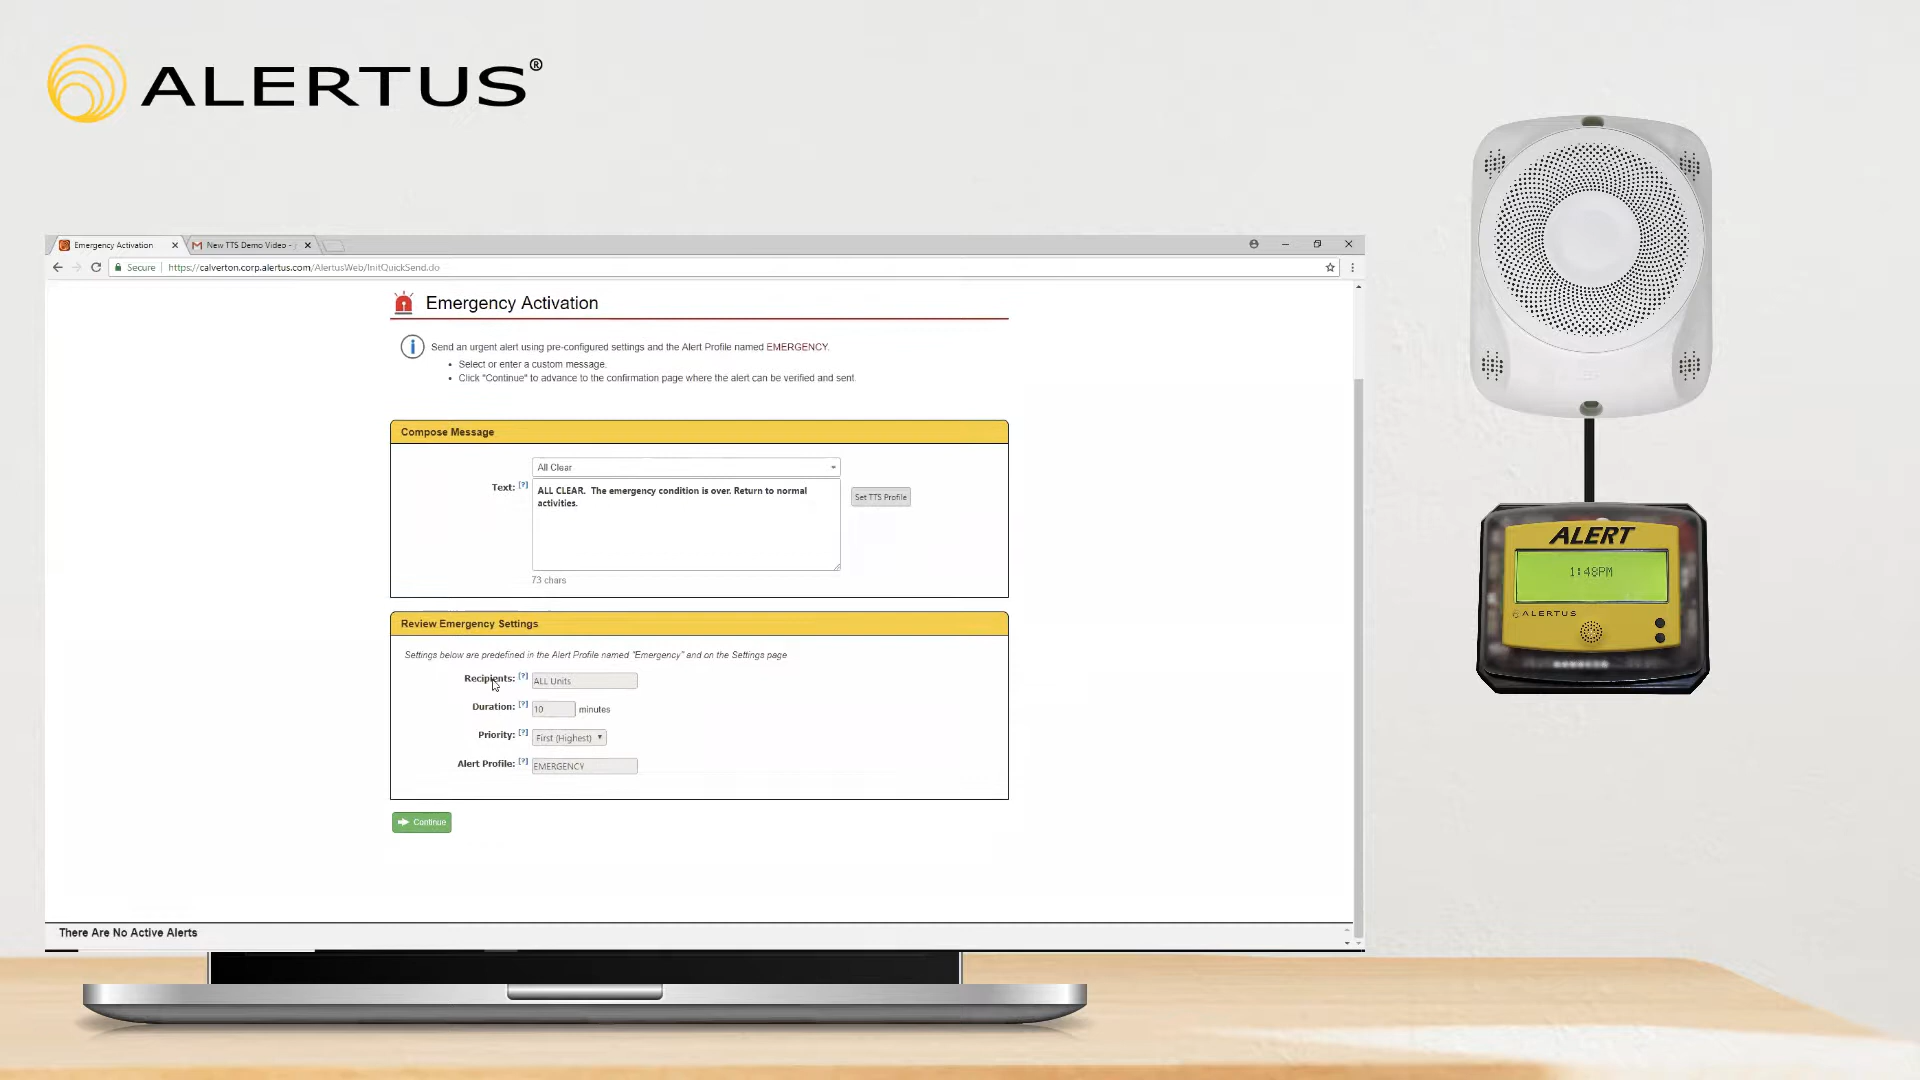 ALERTUS®
Emergency Activation
New TTS Demo Video -
Secure
https://calverton.corp.alertus.com/AlertusWeb/InitQuickSend.do
Emergency Activation
Send an urgent alert using pre-configured settings and the Alert Profile named EMERGENCY.
• Select or enter a custom message.
• Click "Continue" to advance to the confirmation page where the alert can be verified and sent.
Compose Message
All Clear
Text: [?]
ALL CLEAR. The emergency condition is over. Return to normal
activities.
Set TTS Profile
73 chars
Review Emergency Settings
Settings below are predefined in the Alert Profile named "Emergency" and on the Settings page
Recipients: [?] ALL Units
Duration: [?] 10 minutes
Priority: [?] First (Highest)
Alert Profile: [?] EMERGENCY
Continue
There Are No Active Alerts
ALERT
1:48PM
ALERTUS